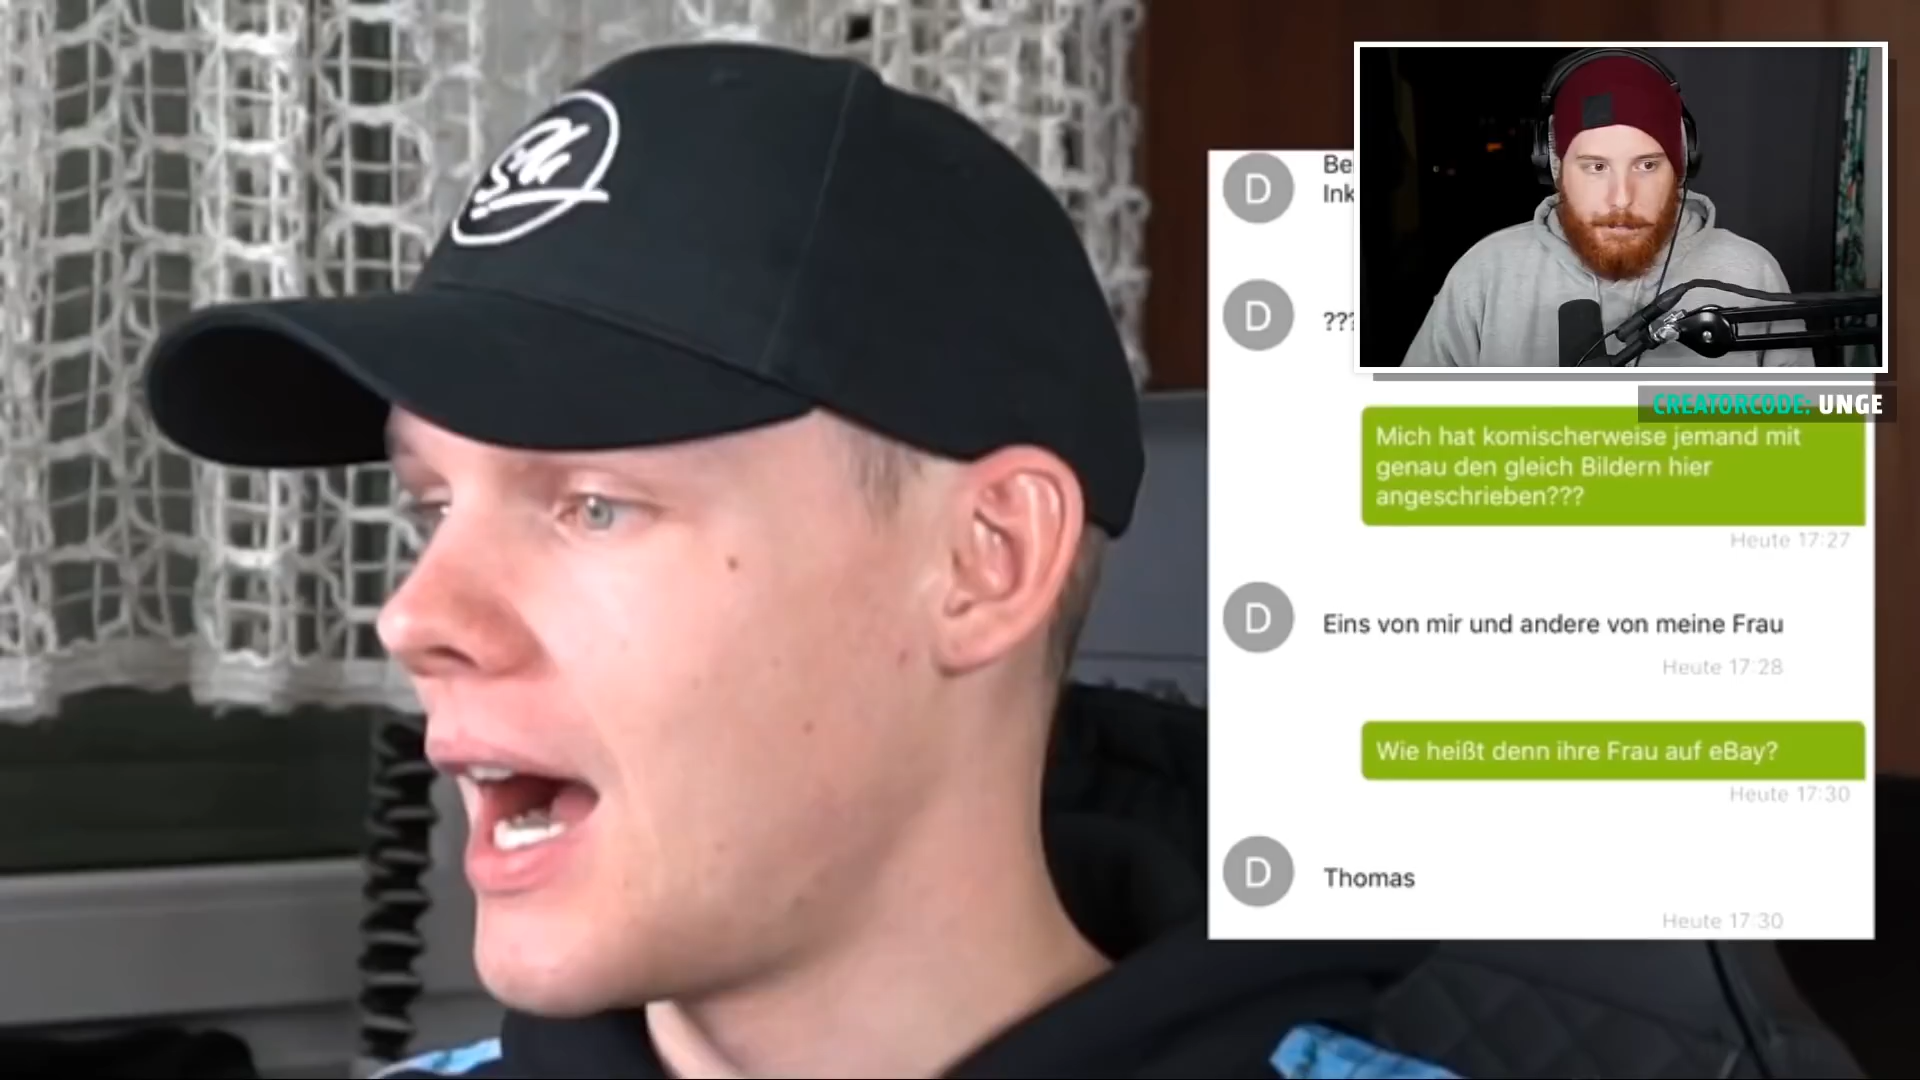 D
Be
Ink
D
???
CREATORCODE: UNGE
Mich hat komischerweise jemand mit
genau den gleich Bildern hier
angeschrieben???
Heute 17:27
D
Eins von mir und andere von meine Frau
Heute 17:28
Wie heißt denn ihre Frau auf eBay?
Heute 17:30
D
Thomas
Heute 17:30